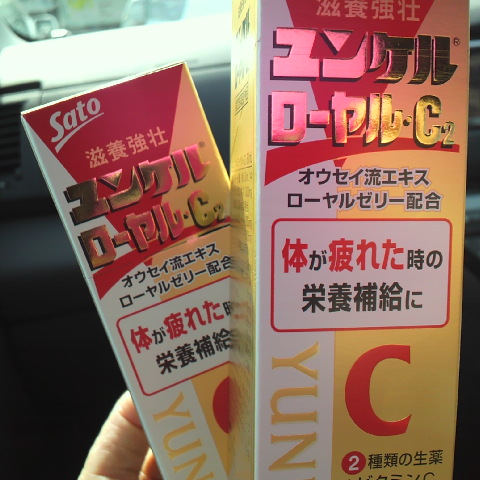 Sato
滋養強壮
ユンケル
ローヤル・C2
オウセイ流エキス
ローヤルゼリー配合
体が疲れた時
栄養補給
YUN
滋養強壮
ユンケル®
ローヤル・C2
オウセイ流エキス
ローヤルゼリー配合
体が疲れた時の
栄養補給に
YUN
C
2種類の生薬